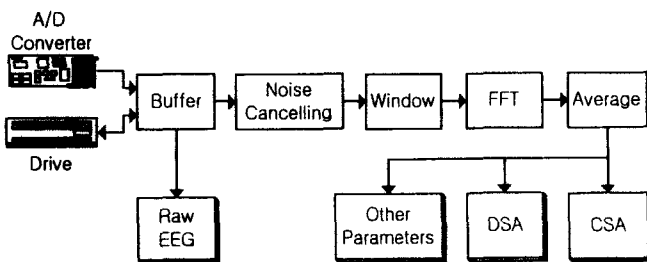 A/D
Converter
Buffer
Noise
Cancelling
Window
FFT
Average
Drive
Raw
EEG
Other
Parameters
DSA
CSA